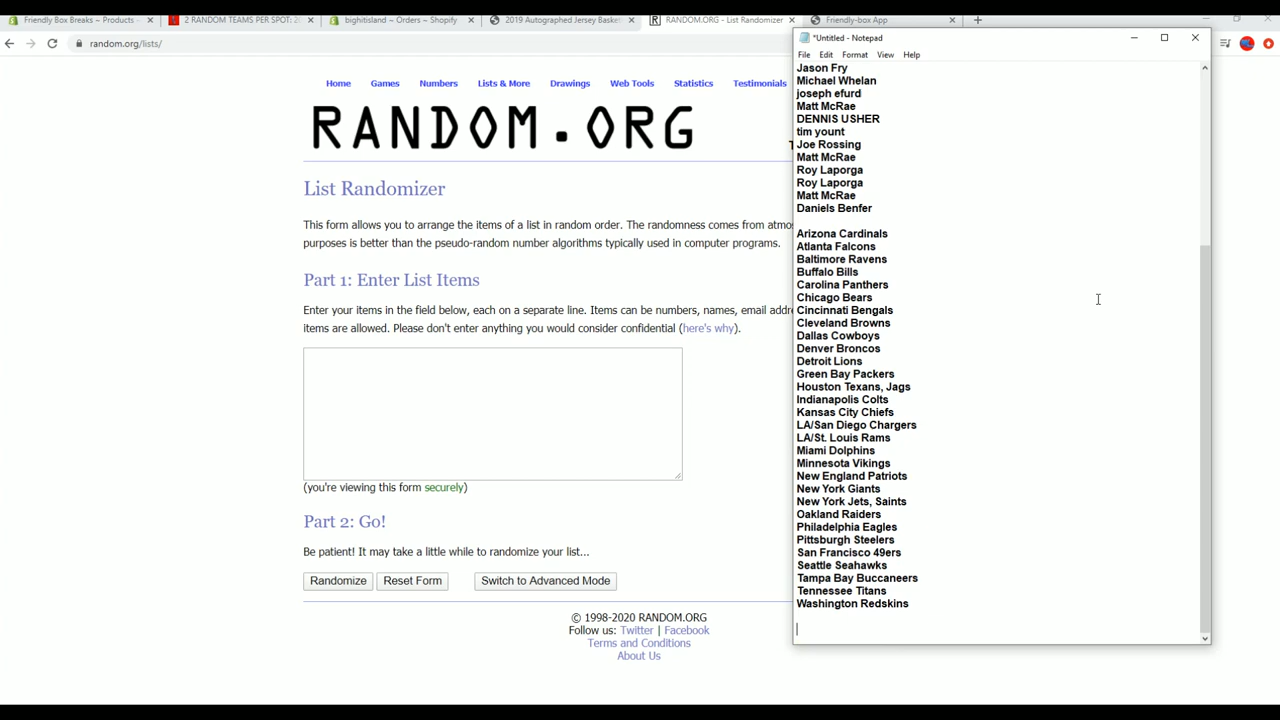 Friendly Box Breaks ~ Products -
2 RANDOM TEAMS PER SPOT: 2
bighitisland ~ Orders ~ Shopify
2019 Autographed Jersey Basket
RANDOM.ORG - List Randomizer
Friendly-box App
random.org/lists/
*Untitled - Notepad
File Edit Format View Help
Home Games Numbers Lists & More Drawings Web Tools Statistics Testimonials
RANDOM.ORG
List Randomizer
This form allows you to arrange the items of a list in random order. The randomness comes from atmo
purposes is better than the pseudo-random number algorithms typically used in computer programs.
Part 1: Enter List Items
Enter your items in the field below, each on a separate line. Items can be numbers, names, email addre
items are allowed. Please don't enter anything you would consider confidential (here's why).
(you're viewing this form securely)
Part 2: Go!
Be patient! It may take a little while to randomize your list...
Randomize Reset Form Switch to Advanced Mode
© 1998-2020 RANDOM.ORG
Follow us: Twitter | Facebook
Terms and Conditions
About Us
Jason Fry
Michael Whelan
joseph efurd
Matt McRae
DENNIS USHER
tim yount
Joe Rossing
Matt McRae
Roy Laporga
Roy Laporga
Matt McRae
Daniels Benfer
Arizona Cardinals
Atlanta Falcons
Baltimore Ravens
Buffalo Bills
Carolina Panthers
Chicago Bears
Cincinnati Bengals
Cleveland Browns
Dallas Cowboys
Denver Broncos
Detroit Lions
Green Bay Packers
Houston Texans, Jags
Indianapolis Colts
Kansas City Chiefs
LA/San Diego Chargers
LA/St. Louis Rams
Miami Dolphins
Minnesota Vikings
New England Patriots
New York Giants
New York Jets, Saints
Oakland Raiders
Philadelphia Eagles
Pittsburgh Steelers
San Francisco 49ers
Seattle Seahawks
Tampa Bay Buccaneers
Tennessee Titans
Washington Redskins